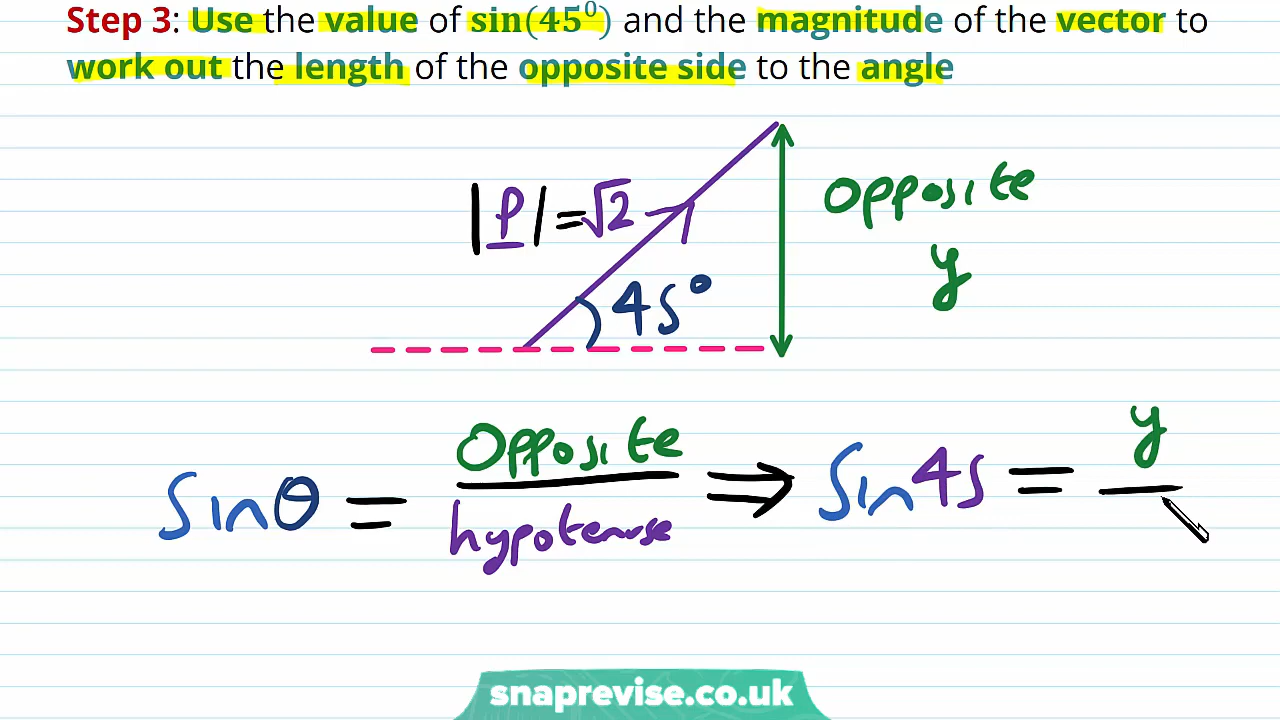 Step 3: Use the value of sin(45⁰) and the magnitude of the vector to
work out the length of the opposite side to the angle
|p| = √2
opposite
y
45°
sinθ = opposite / hypotenuse ⇒ sin45 = y /
snaprevise.co.uk